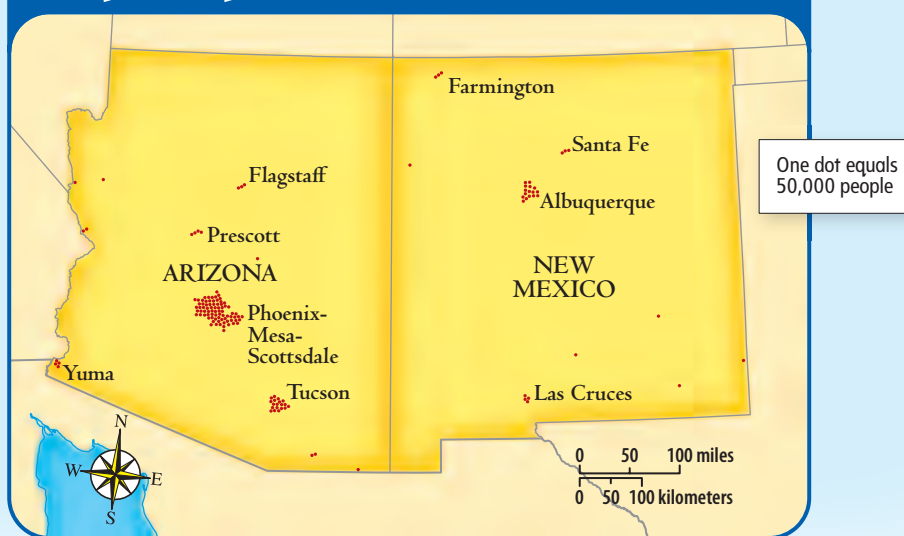 Farmington
Santa Fe
Flagstaff
Albuquerque
Prescott
ARIZONA
NEW
MEXICO
Phoenix-
Mesa-
Scottsdale
Yuma
Tucson
Las Cruces
N
W
E
S
0 50 100 miles
0 50 100 kilometers
One dot equals
50,000 people